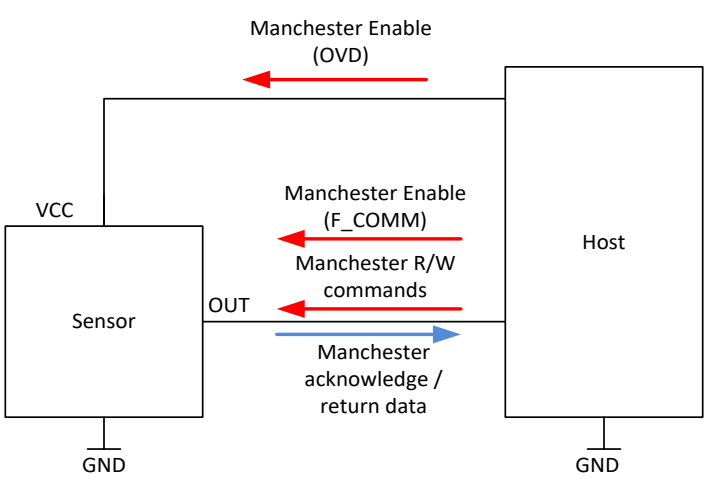 Manchester Enable
(OVD)
VCC
Manchester Enable
(F_COMM)
Host
Manchester R/W
commands
OUT
Sensor
Manchester
acknowledge /
return data
GND
GND